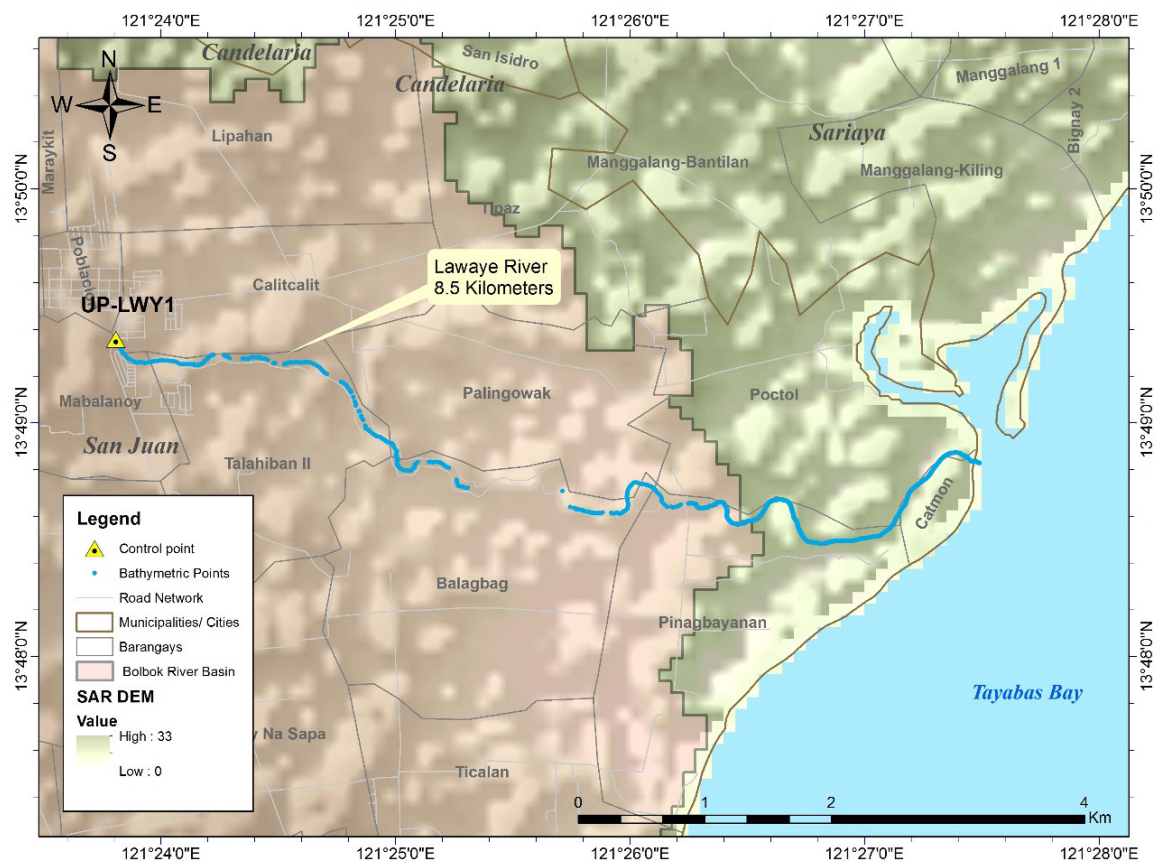 121°24'0"E 121°25'0"E 121°26'0"E 121°27'0"E 121°28'0"E
Candelaria
San Isidro
Candelaria
Manggalang 1
Bignay 2
N
W E
S
Lipahan
Sariaya
Maraykit
Manggalang-Bantilan
Manggalang-Kiling
13°50'0"N
13°50'0"N
Lawaye River
8.5 Kilometers
Calitcalit
UP-LWY1
Palingowak
Poctol
Mabalanoy
13°49'0"N
13°49'0"N
San Juan
Talahiban II
Catmon
Legend
Control point
Bathymetric Points
Road Network
Municipalities/ Cities
Barangays
Bolbok River Basin
SAR DEM
Value
High : 33
Low : 0
Balagbag
Pinagbayanan
13°48'0"N
13°48'0"N
Tayabas Bay
y Na Sapa
Ticalan
0 1 2 4
Km
121°24'0"E 121°25'0"E 121°26'0"E 121°27'0"E 121°28'0"E